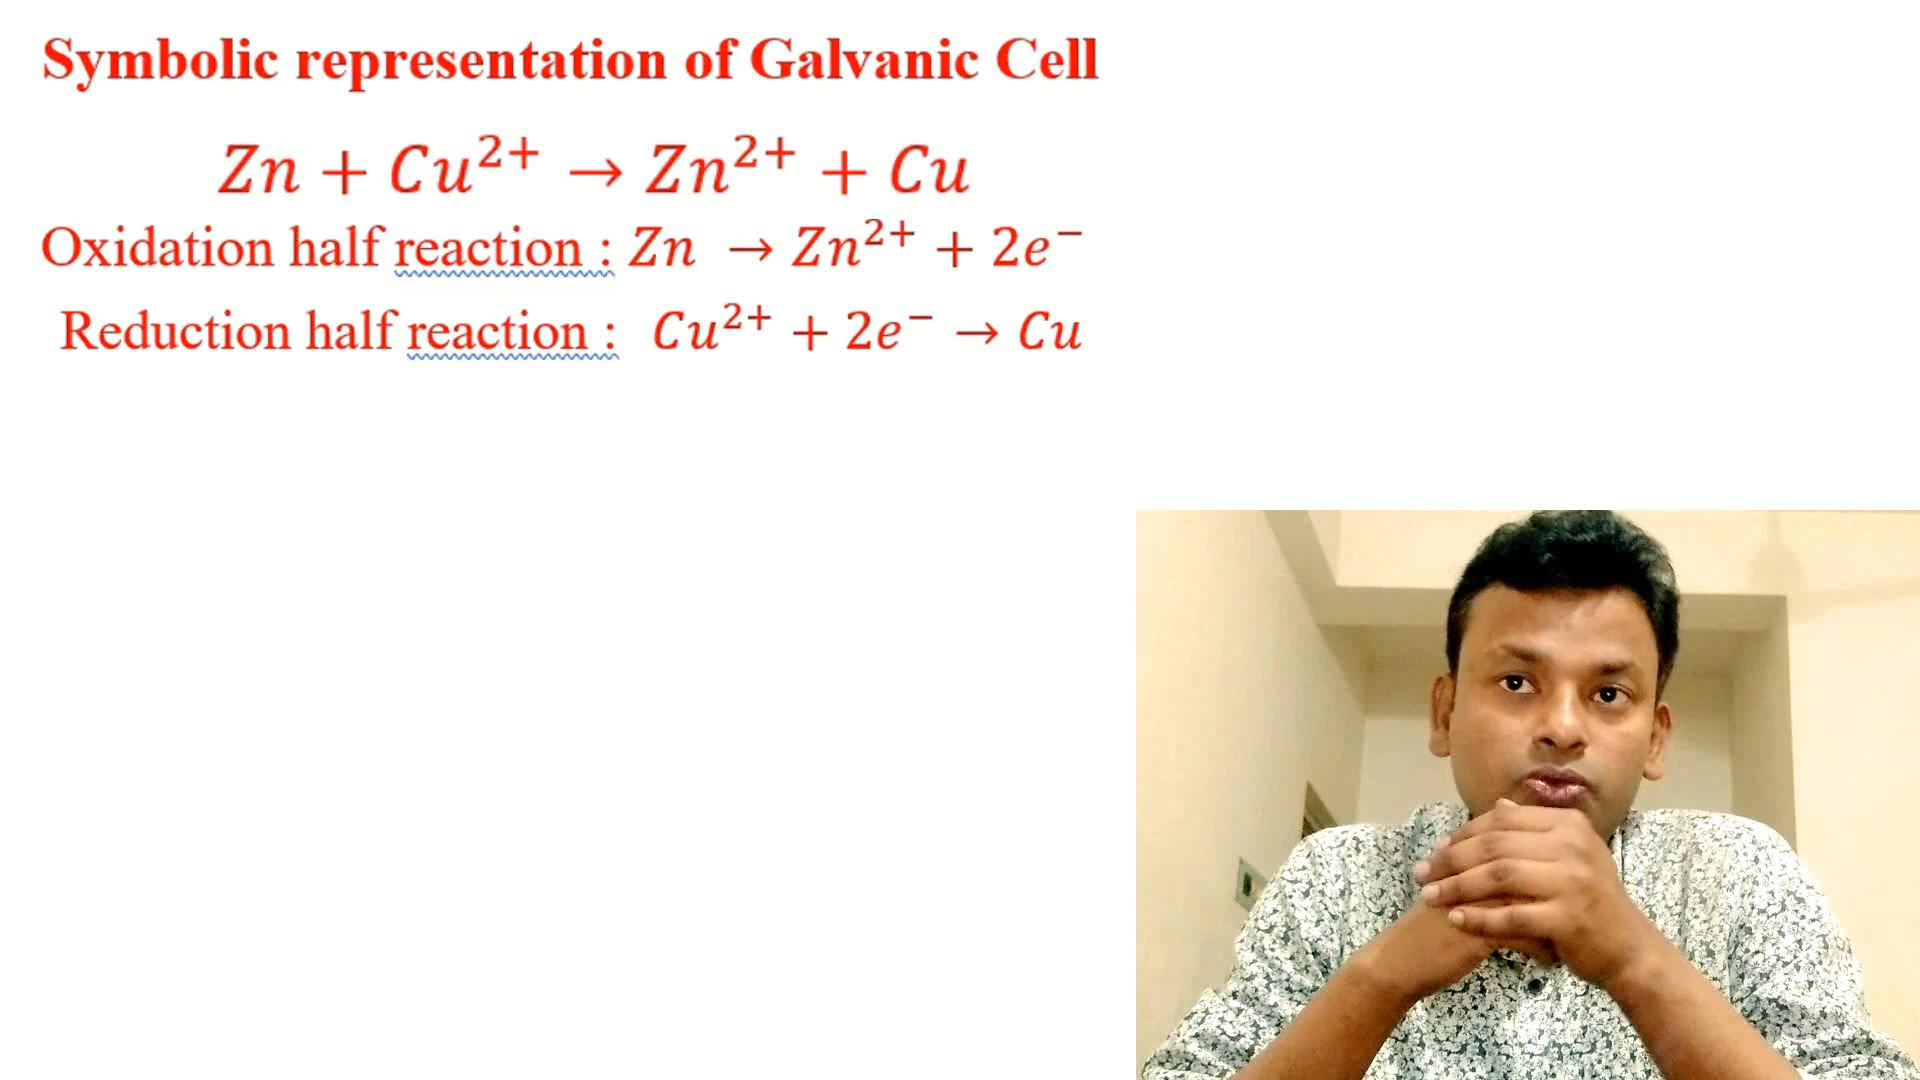 Symbolic representation of Galvanic Cell
Zn + Cu²⁺ → Zn²⁺ + Cu
Oxidation half reaction : Zn → Zn²⁺ + 2e⁻
Reduction half reaction : Cu²⁺ + 2e⁻ → Cu